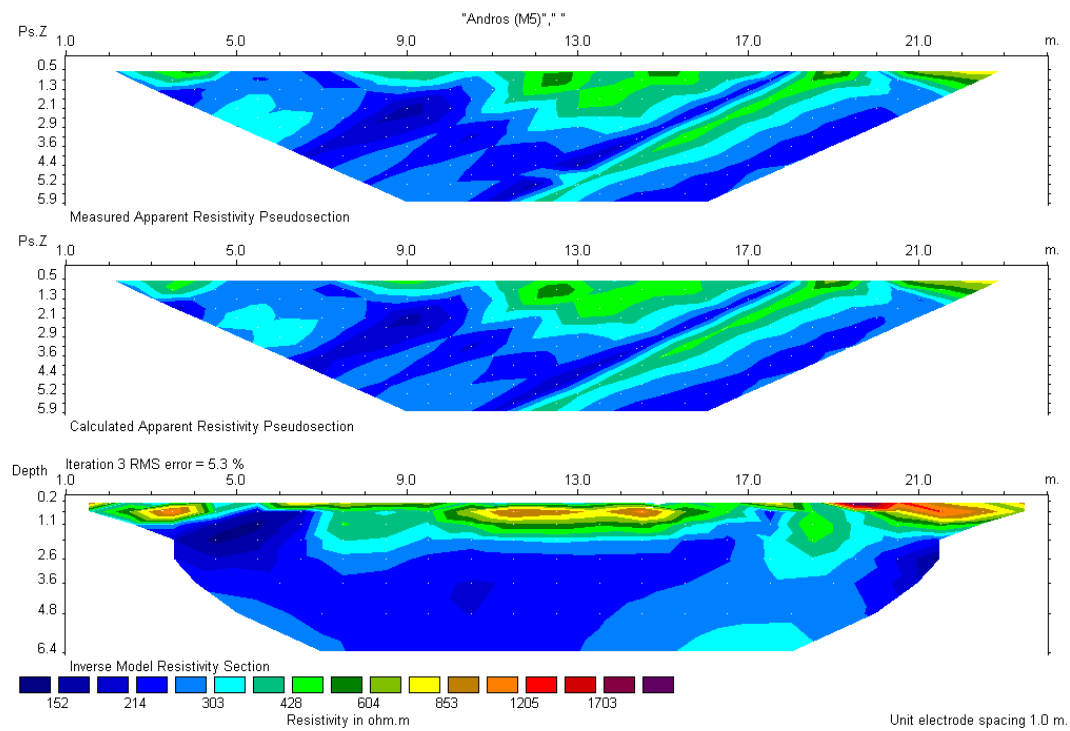 "Andros (M5)"," "
Ps.Z 1.0 5.0 9.0 13.0 17.0 21.0 m.
0.5
1.3
2.1
2.9
3.6
4.4
5.2
5.9
Measured Apparent Resistivity Pseudosection
Ps.Z 1.0 5.0 9.0 13.0 17.0 21.0 m.
0.5
1.3
2.1
2.9
3.6
4.4
5.2
5.9
Calculated Apparent Resistivity Pseudosection
Depth Iteration 3 RMS error = 5.3 %
1.0 5.0 9.0 13.0 17.0 21.0 m.
0.2
1.1
2.6
3.6
4.8
6.4
Inverse Model Resistivity Section
152 214 303 428 604 853 1205 1703
Resistivity in ohm.m Unit electrode spacing 1.0 m.